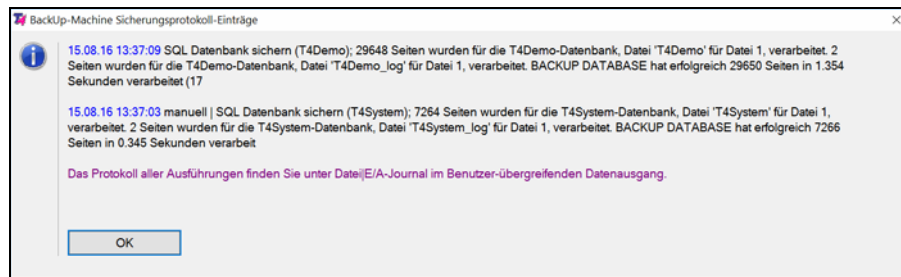 BackUp-Machine Sicherungsprotokoll-Einträge
15.08.16 13:37:09 SQL Datenbank sichern (T4Demo); 29648 Seiten wurden für die T4Demo-Datenbank, Datei 'T4Demo' für Datei 1, verarbeitet. 2
Seiten wurden für die T4Demo-Datenbank, Datei 'T4Demo_log' für Datei 1, verarbeitet. BACKUP DATABASE hat erfolgreich 29650 Seiten in 1.354
Sekunden verarbeitet (17
15.08.16 13:37:03 manuell | SQL Datenbank sichern (T4System); 7264 Seiten wurden für die T4System-Datenbank, Datei 'T4System' für Datei 1,
verarbeitet. 2 Seiten wurden für die T4System-Datenbank, Datei 'T4System_log' für Datei 1, verarbeitet. BACKUP DATABASE hat erfolgreich 7266
Seiten in 0.345 Sekunden verarbeit
Das Protokoll aller Ausführungen finden Sie unter Datei|E/A-Journal im Benutzer-übergreifenden Datenausgang.
OK